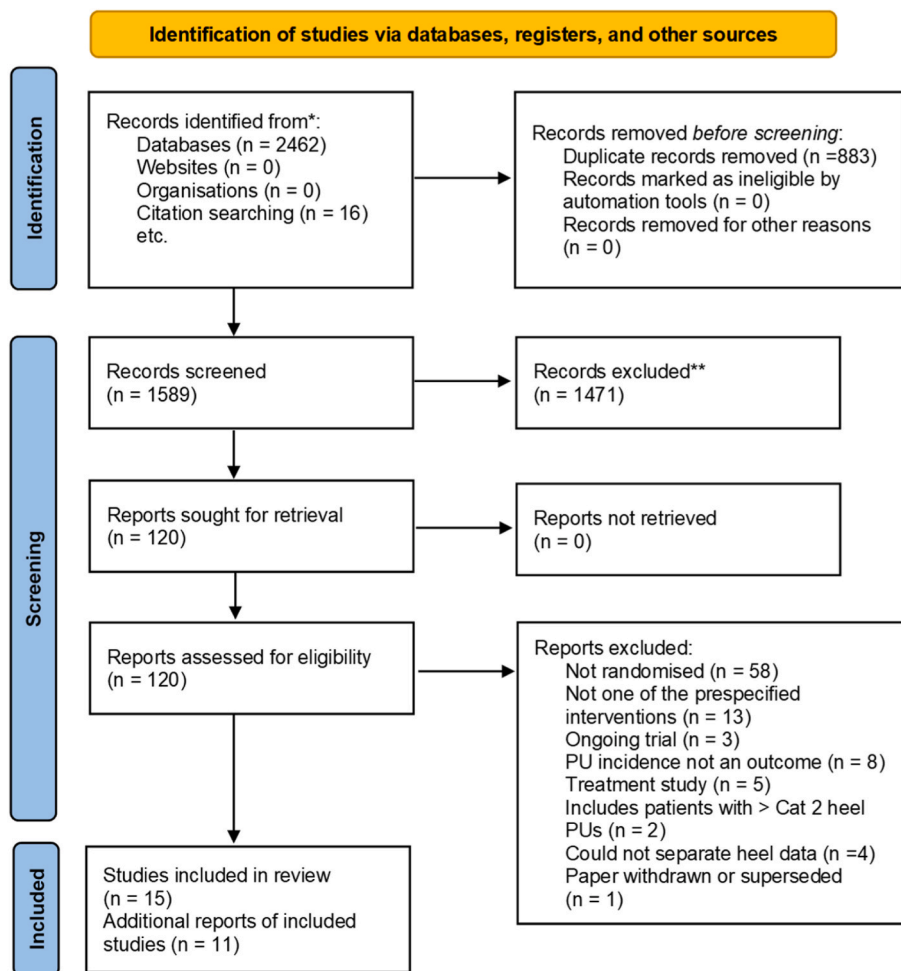 Identification of studies via databases, registers, and other sources
Identification
Records identified from*:
Databases (n = 2462)
Websites (n = 0)
Organisations (n = 0)
Citation searching (n = 16)
etc.
Records removed before screening:
Duplicate records removed (n =883)
Records marked as ineligible by
automation tools (n = 0)
Records removed for other reasons
(n = 0)
Screening
Records screened
(n = 1589)
Records excluded**
(n = 1471)
Reports sought for retrieval
(n = 120)
Reports not retrieved
(n = 0)
Reports assessed for eligibility
(n = 120)
Reports excluded:
Not randomised (n = 58)
Not one of the prespecified
interventions (n = 13)
Ongoing trial (n = 3)
PU incidence not an outcome (n = 8)
Treatment study (n = 5)
Includes patients with > Cat 2 heel
PUs (n = 2)
Could not separate heel data (n =4)
Paper withdrawn or superseded
(n = 1)
Included
Studies included in review
(n = 15)
Additional reports of included
studies (n = 11)